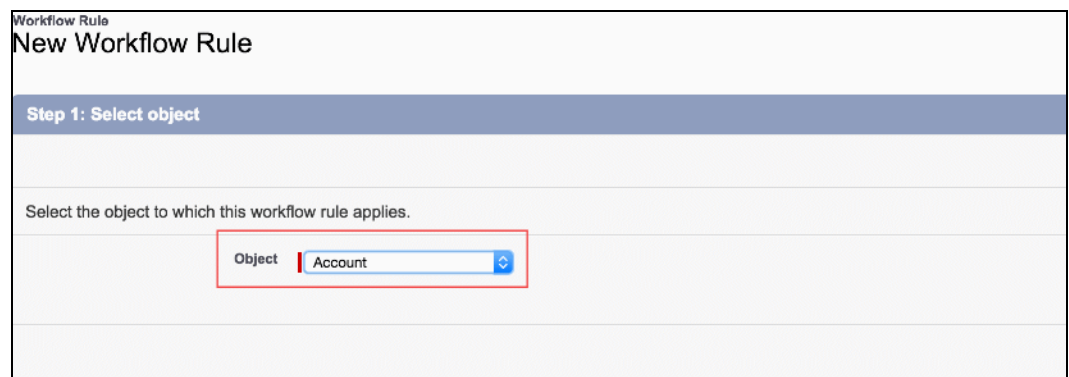 Workflow Rule
New Workflow Rule
Step 1: Select object
Select the object to which this workflow rule applies.
Object Account